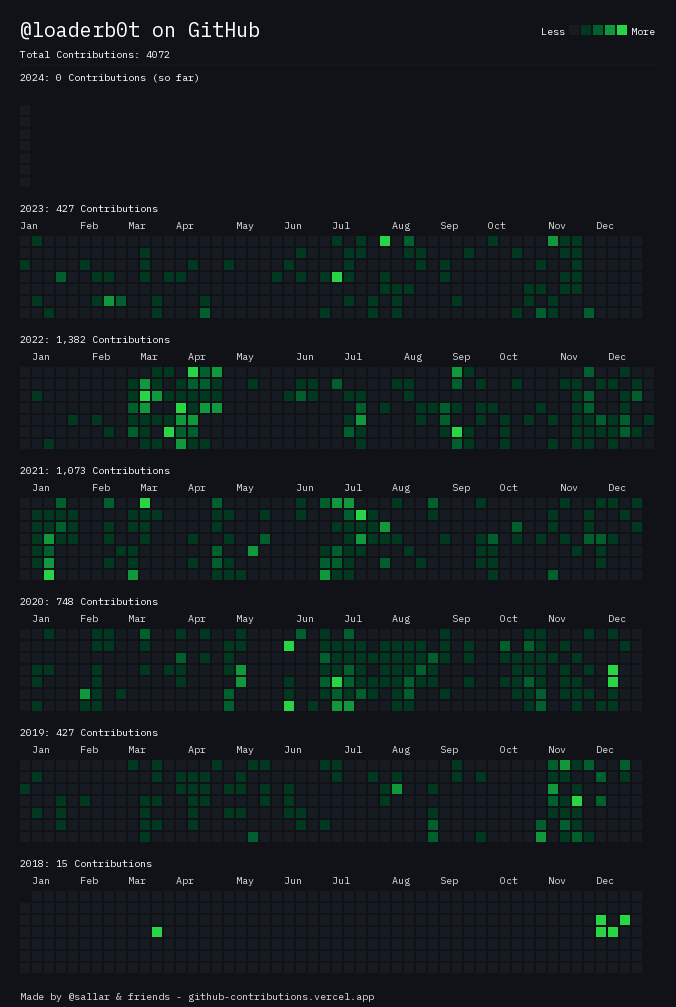 @loaderb0t on GitHub
Less More
Total Contributions: 4072
2024: 0 Contributions (so far)
2023: 427 Contributions
Jan Feb Mar Apr May Jun Jul Aug Sep Oct Nov Dec
2022: 1,382 Contributions
Jan Feb Mar Apr May Jun Jul Aug Sep Oct Nov Dec
2021: 1,073 Contributions
Jan Feb Mar Apr May Jun Jul Aug Sep Oct Nov Dec
2020: 748 Contributions
Jan Feb Mar Apr May Jun Jul Aug Sep Oct Dec
2019: 427 Contributions
Jan Feb Mar Apr May Jun Jul Aug Sep Oct Nov Dec
2018: 15 Contributions
Jan Feb Mar Apr May Jun Jul Aug Sep Oct Nov Dec
Made by @sallar & friends - github-contributions.vercel.app